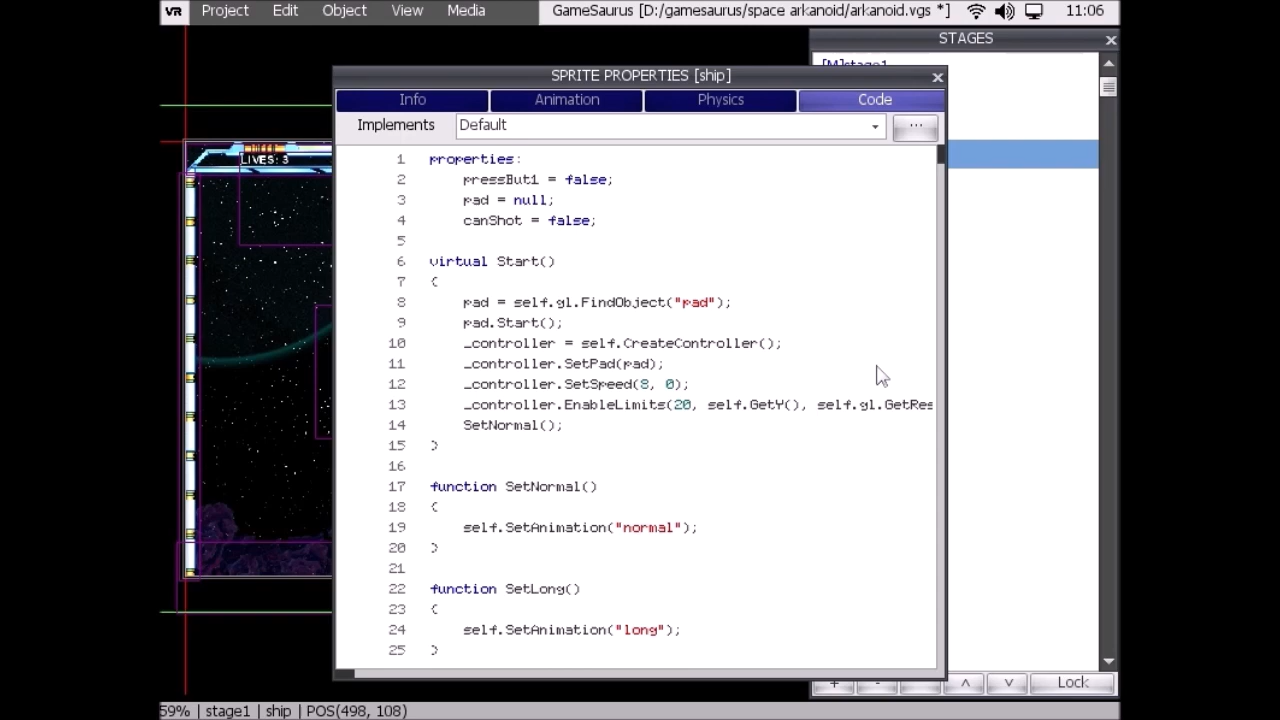 VR Project Edit Object View Media GameSaurus [D:/gamesaurus/space arkanoid/arkanoid.vgs *] 11:06
STAGES
[M]stage1
SPRITE PROPERTIES [ship]
Info Animation Physics Code
Implements Default ...
LIVES: 3
1 properties:
2 pressBut1 = false;
3 pad = null;
4 canShot = false;
5
6 virtual Start()
7 {
8 pad = self.gl.FindObject("pad");
9 pad.Start();
10 _controller = self.CreateController();
11 _controller.SetPad(pad);
12 _controller.SetSpeed(8, 0);
13 _controller.EnableLimits(20, self.GetY(), self.gl.GetRes
14 SetNormal();
15 }
16
17 function SetNormal()
18 {
19 self.SetAnimation("normal");
20 }
21
22 function SetLong()
23 {
24 self.SetAnimation("long");
25 }
+ - ^ v Lock
59% | stage1 | ship | POS(498, 108)